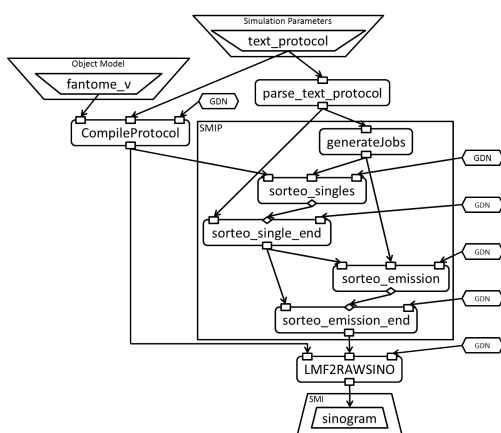 Simulation Parameters
text_protocol
Object Model
fantome_v
parse_text_protocol
GDN
CompileProtocol
SMIP
generateJobs
GDN
sorteo_singles
GDN
sorteo_single_end
GDN
sorteo_emission
GDN
sorteo_emission_end
GDN
LMF2RAWSINO
SMI
sinogram